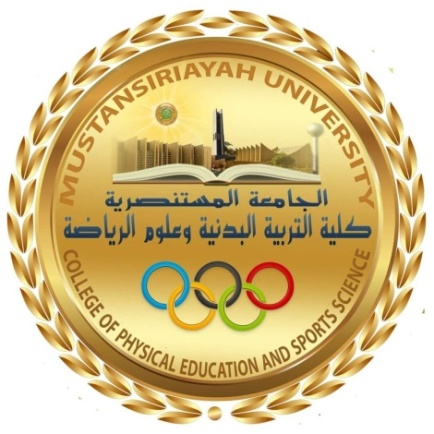 MUSTANSIRIAYAH UNIVERSITY
الجامعة المستنصرية
كلية التربية البدنية وعلوم الرياضة
COLLEGE OF PHYSICAL EDUCATION AND SPORTS SCIENCE